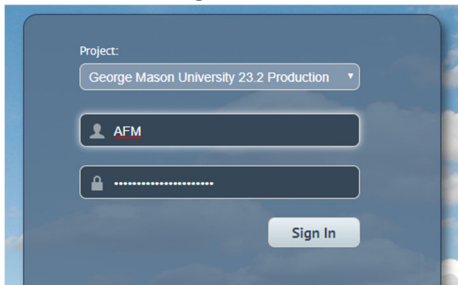 Project:
George Mason University 23.2 Production
AFM
••••••••••••••••••••••
Sign In